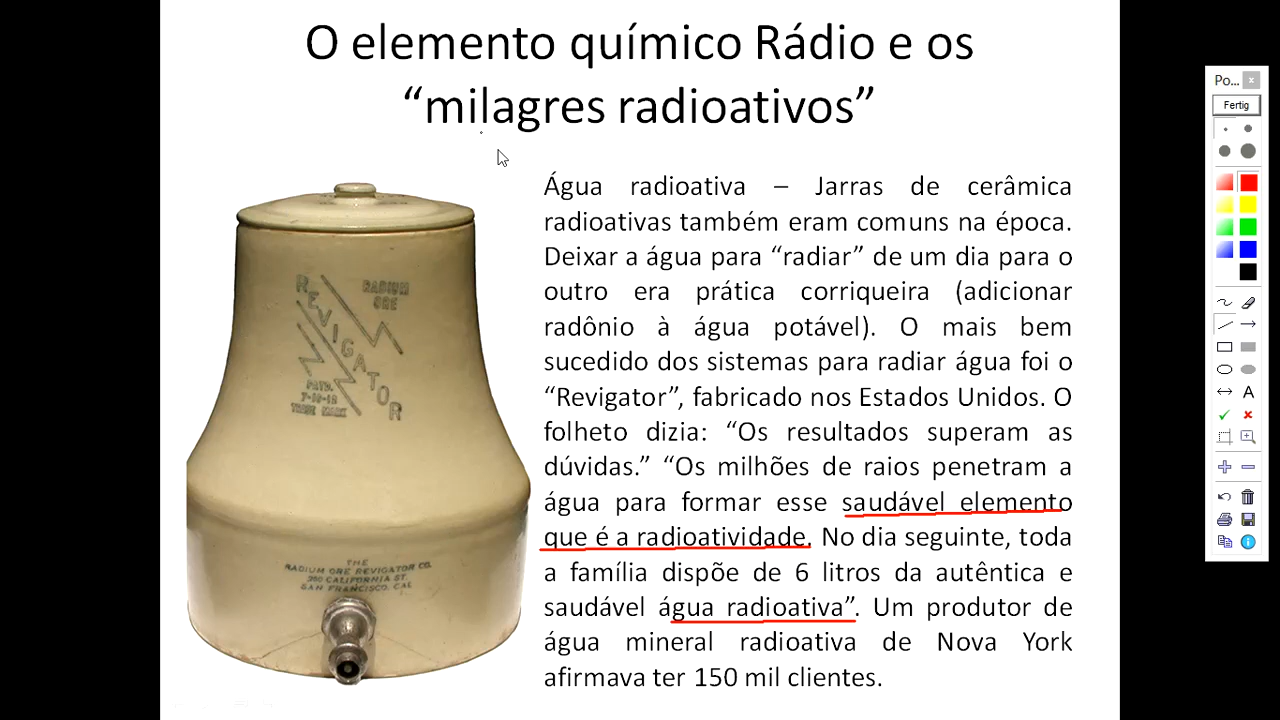 O elemento químico Rádio e os
“milagres radioativos”
Água radioativa – Jarras de cerâmica
radioativas também eram comuns na época.
Deixar a água para “radiar” de um dia para o
outro era prática corriqueira (adicionar
radônio à água potável). O mais bem
sucedido dos sistemas para radiar água foi o
“Revigator”, fabricado nos Estados Unidos. O
folheto dizia: “Os resultados superam as
dúvidas.” “Os milhões de raios penetram a
água para formar esse saudável elemento
que é a radioatividade. No dia seguinte, toda
a família dispõe de 6 litros da autêntica e
saudável água radioativa”. Um produtor de
água mineral radioativa de Nova York
afirmava ter 150 mil clientes.
REVIGATOR
RADIUM
ORE
PATD.
7-16-12
TRADE MARK
THE
RADIUM ORE REVIGATOR CO.
260 CALIFORNIA ST.
SAN FRANCISCO, CAL
Po...
Fertig
A